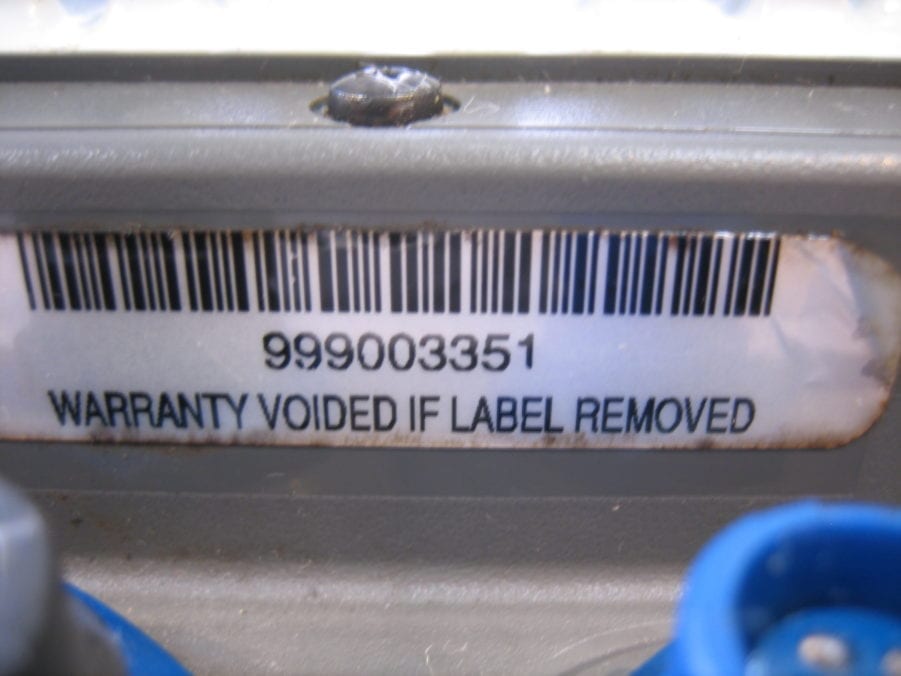 999003351
WARRANTY VOIDED IF LABEL REMOVED